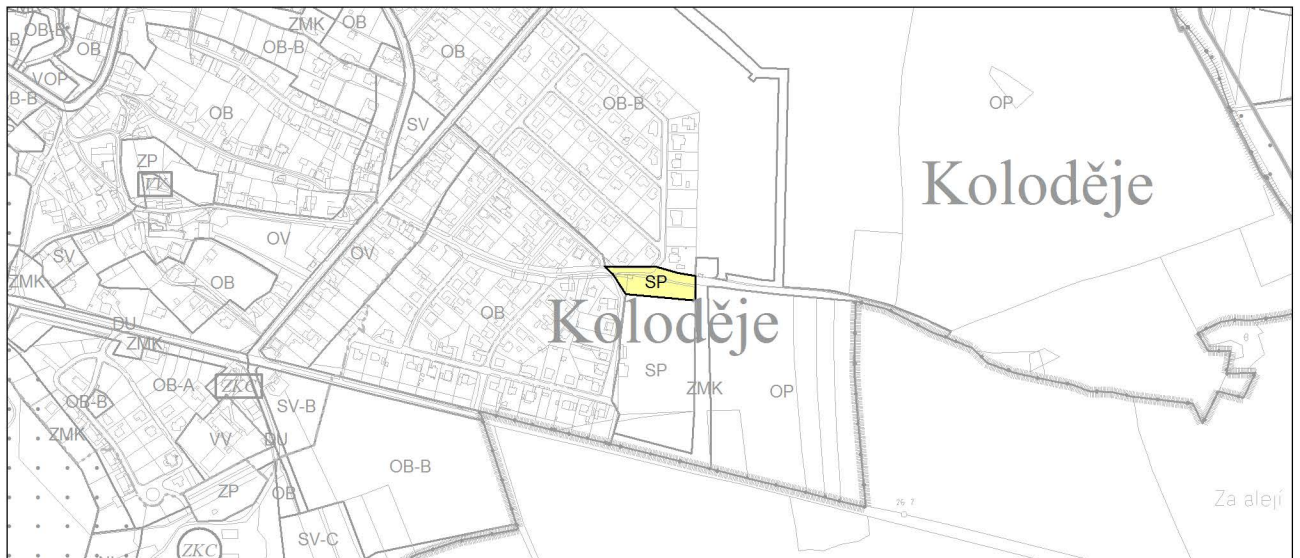 ZMK
OB
OB-B
OB
OB-B
OB
VOP
B-B
OB-B
OP
OB
SV
Koloděje
ZP
OV
OV
SV
OB
ZMK
SP
OB
Koloděje
DU
ZMK
SP
ZMK
OP
OB-A
ZKC
OB-B
SV-B
ZMK
VV
DU
OB-B
ZP
OB
Za alejí
SV-C
ZKC